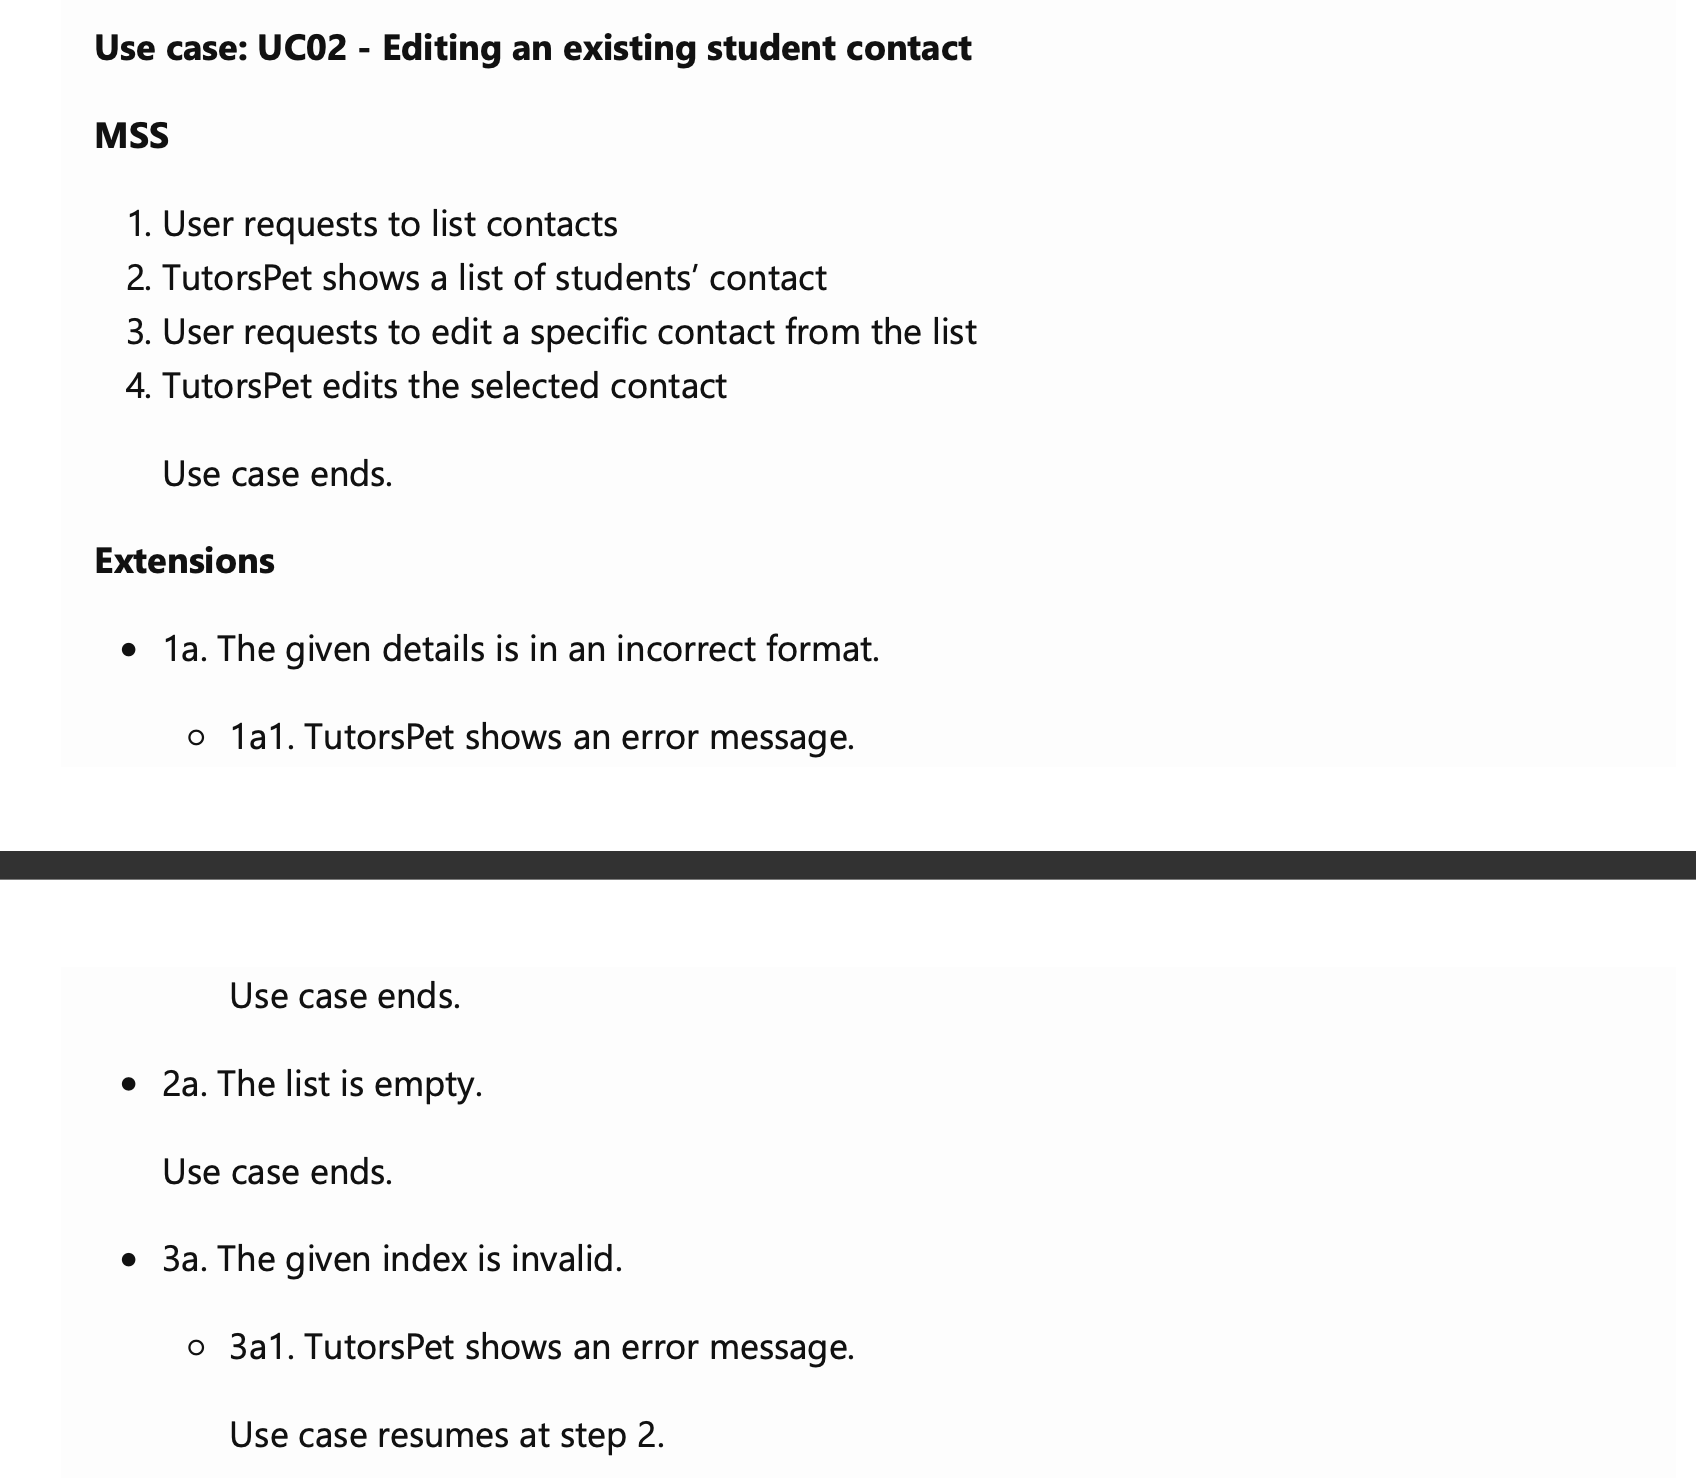 Use case: UC02 - Editing an existing student contact
MSS
1. User requests to list contacts
2. TutorsPet shows a list of students’ contact
3. User requests to edit a specific contact from the list
4. TutorsPet edits the selected contact
Use case ends.
Extensions
• 1a. The given details is in an incorrect format.
○ 1a1. TutorsPet shows an error message.
Use case ends.
• 2a. The list is empty.
Use case ends.
• 3a. The given index is invalid.
○ 3a1. TutorsPet shows an error message.
Use case resumes at step 2.